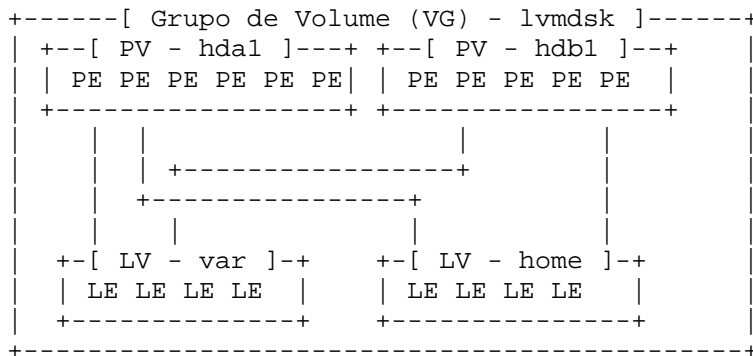 +------[ Grupo de Volume (VG) - lvmdsk ]------+
| +--[ PV - hda1 ]---+ +--[ PV - hdb1 ]--+ |
| | PE PE PE PE PE PE| | PE PE PE PE PE | |
| +------------------+ +-----------------+ |
| | | | | |
| | | +-----------------+ | |
| | +----------------+ | |
| | | | | |
| +-[ LV - var ]-+ +-[ LV - home ]-+ |
| | LE LE LE LE | | LE LE LE LE | |
| +--------------+ +---------------+ |
+---------------------------------------------+